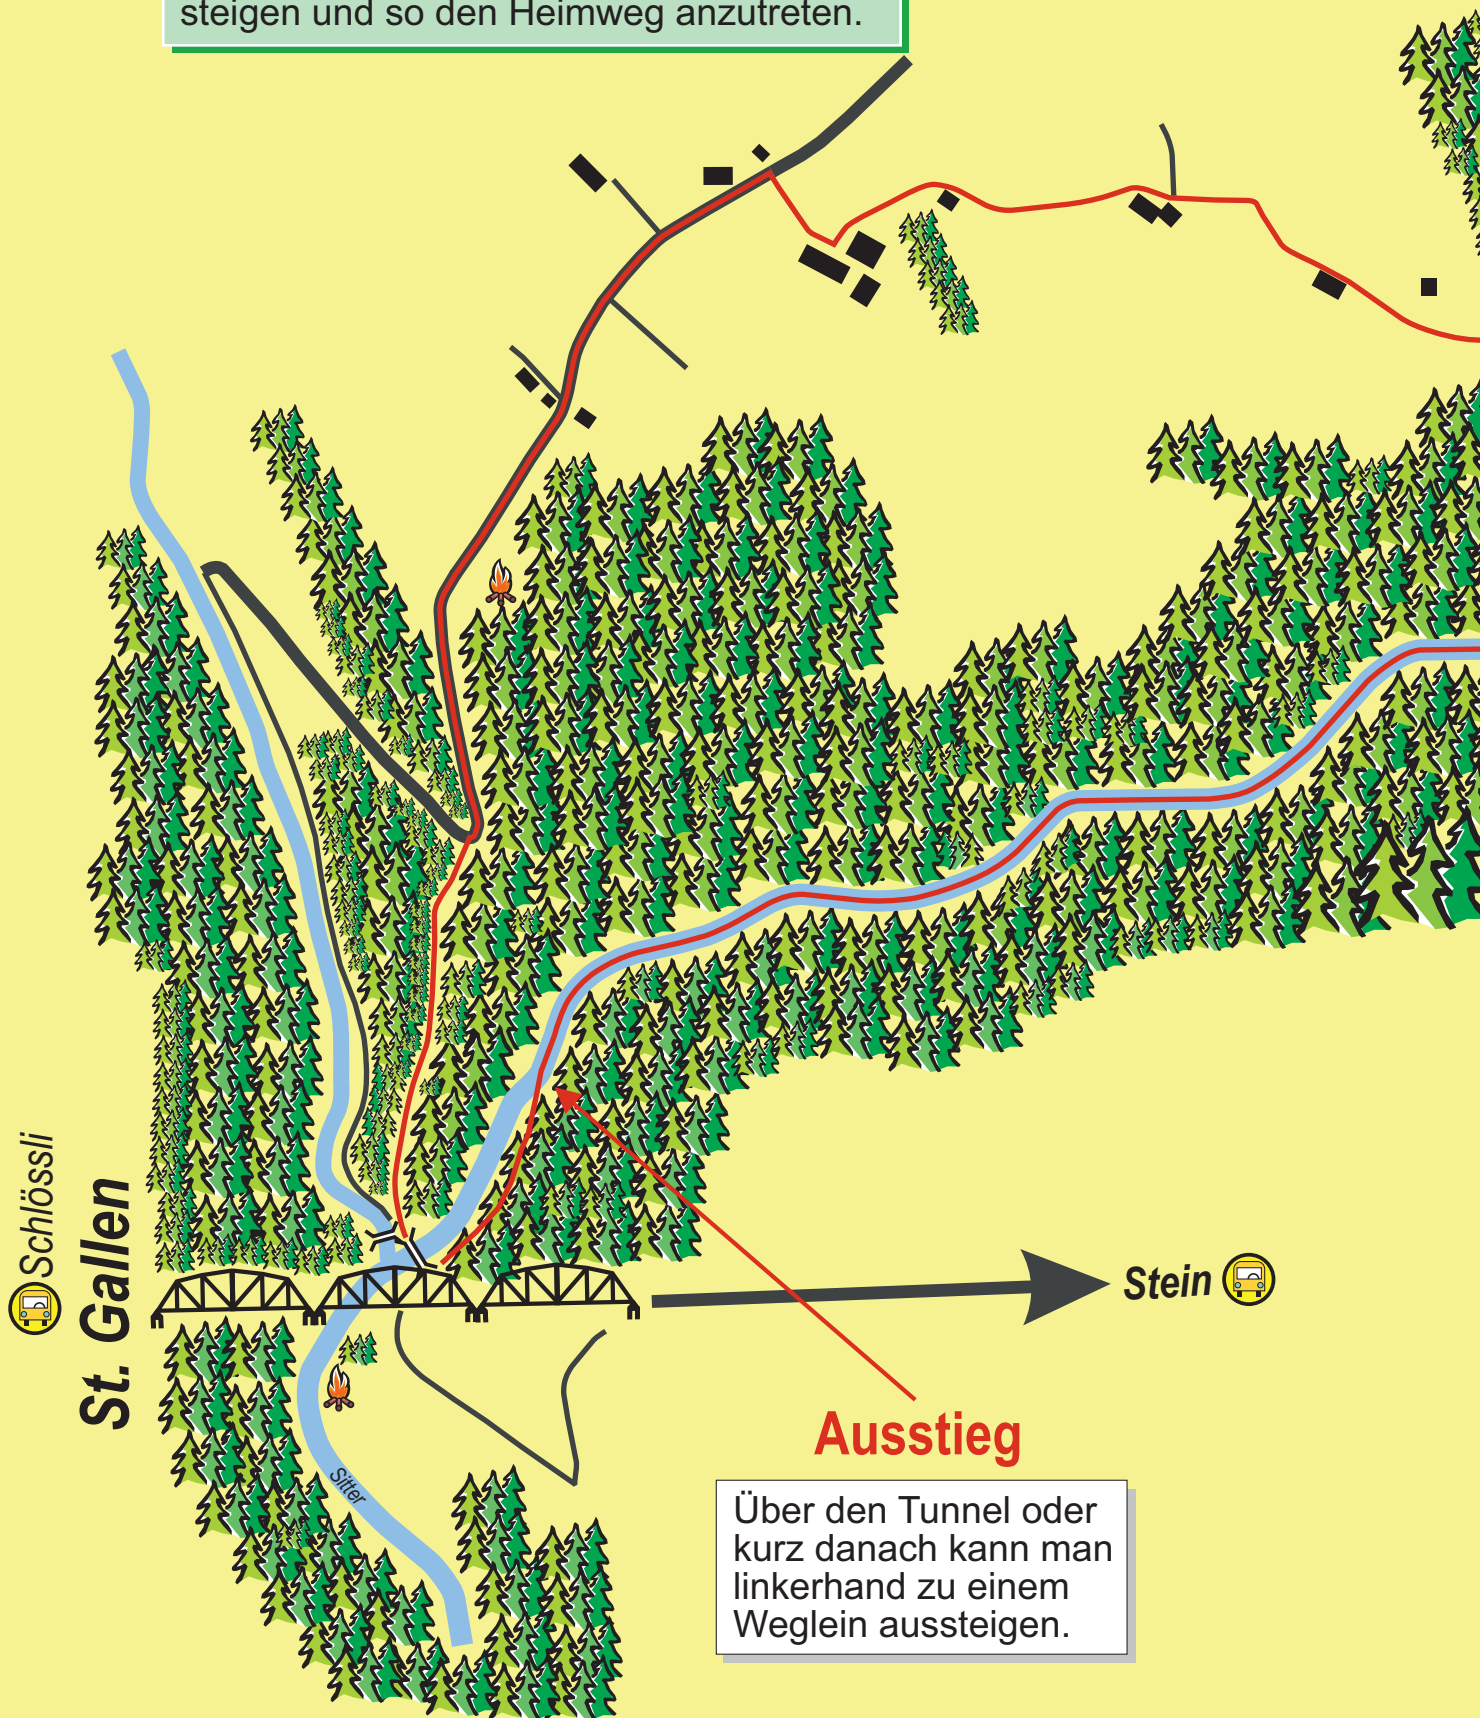 steigen und so den Heimweg anzutreten.
Schlössli
St. Gallen
Stein
Ausstieg
Sitter
Über den Tunnel oder
kurz danach kann man
linkerhand zu einem
Weglein aussteigen.